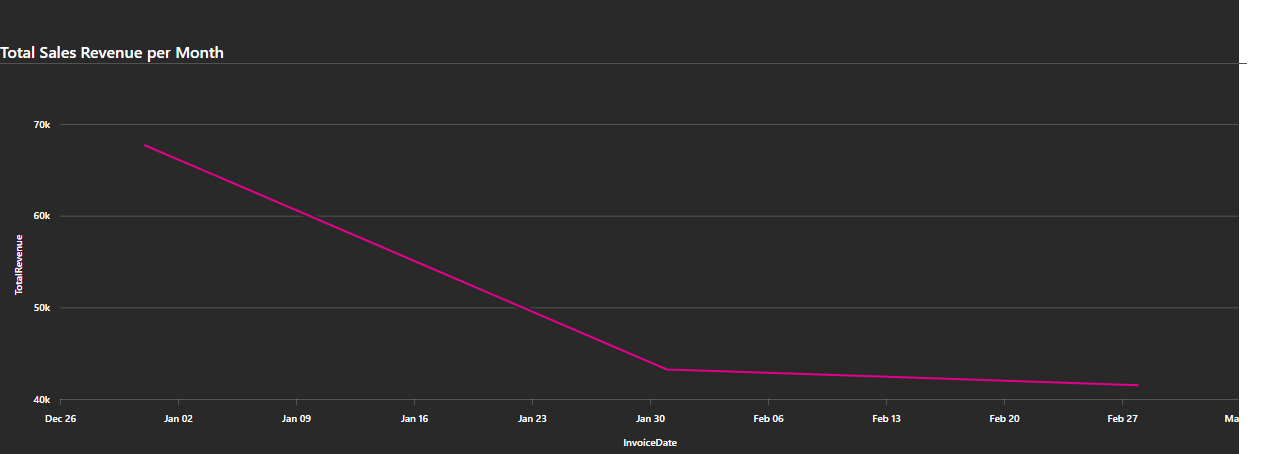 Total Sales Revenue per Month
70k
60k
50k
40k
TotalRevenue
Dec 26 Jan 02 Jan 09 Jan 16 Jan 23 Jan 30 Feb 06 Feb 13 Feb 20 Feb 27 Ma
InvoiceDate